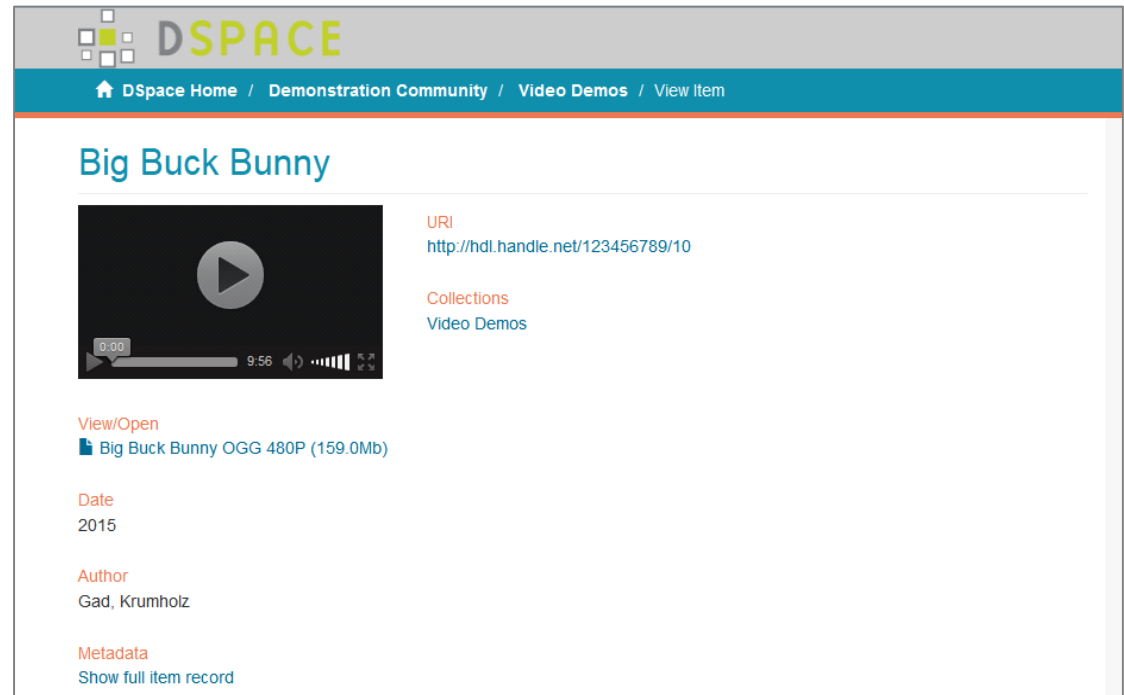 DSPACE
DSpace Home / Demonstration Community / Video Demos / View Item
Big Buck Bunny
0:00
9:56
URI
http://hdl.handle.net/123456789/10
Collections
Video Demos
View/Open
Big Buck Bunny OGG 480P (159.0Mb)
Date
2015
Author
Gad, Krumholz
Metadata
Show full item record